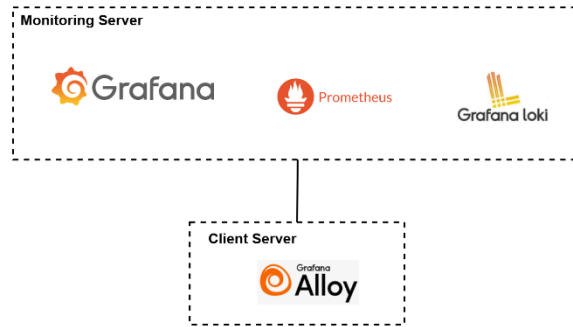 Monitoring Server
Grafana
Prometheus
Grafana loki
Client Server
Grafana
Alloy